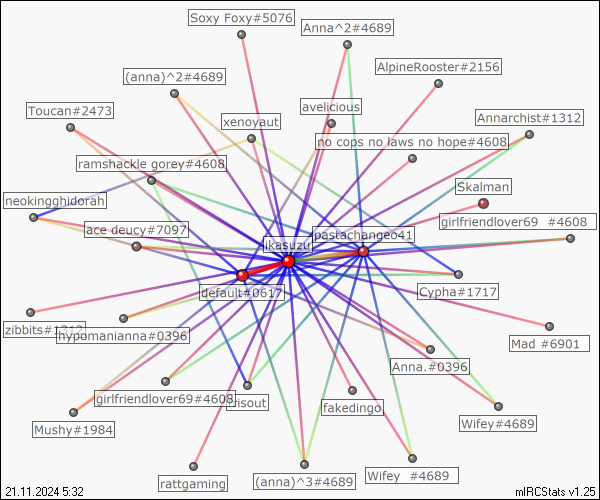 Soxy Foxy#5076
Anna^2#4689
AlpineRooster#2156
(anna)^2#4689
Toucan#2473
avelicious
Annarchist#1312
xenoyaut
no cops no laws no hope#4608
ramshackle gorey#4608
Skalman
neokingghidorah
girlfriendlover69 #4608
ace deucy#7097
pastachange041
ikasuzu
default#0617
Cypha#1717
zibbits#1312
hypomanianna#0396
Mad #6901
Anna.#0396
girlfriendlover69#4608
fakedingo
Mushy#1984
Wifey#4689
rattgaming
(anna)^3#4689
Wifey #4689
21.11.2024 5:32
mIRCStats v1.25